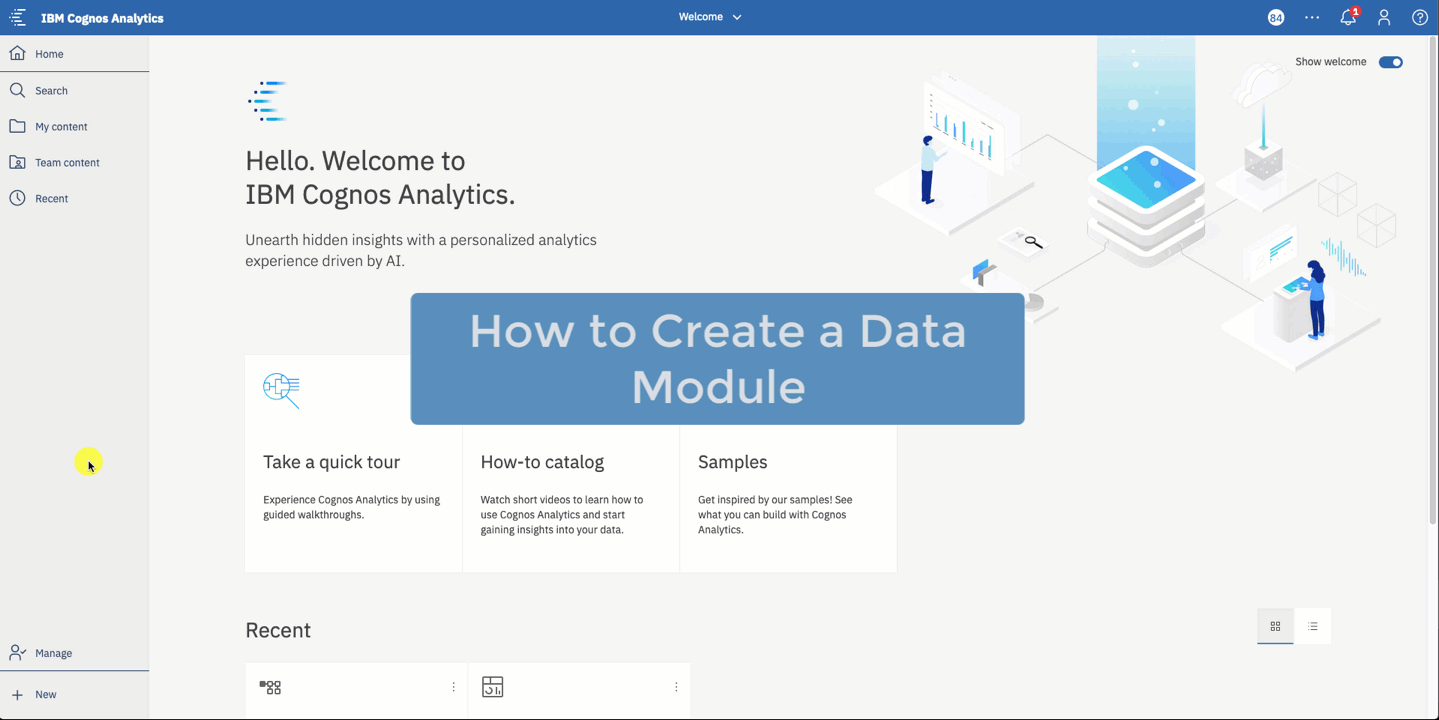 IBM Cognos Analytics
Welcome
84
1
Home
Search
My content
Team content
Recent
Manage
New
Show welcome
Hello. Welcome to
IBM Cognos Analytics.
Unearth hidden insights with a personalized analytics
experience driven by AI.
How to Create a Data
Module
Take a quick tour
Experience Cognos Analytics by using
guided walkthroughs.
How-to catalog
Watch short videos to learn how to
use Cognos Analytics and start
gaining insights into your data.
Samples
Get inspired by our samples! See
what you can build with Cognos
Analytics.
Recent